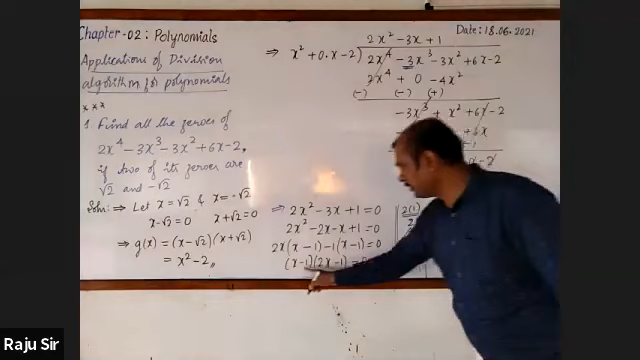 Chapter-02: Polynomials
Date: 18.06.2021
Applications of Division
algorithm for polynomials
***
1. Find all the zeroes of
2x⁴-3x³-3x²+6x-2,
if two of its zeroes are
√2 and -√2
Soln: ⇒ Let x=√2 & x=-√2
x-√2=0 x+√2=0
⇒ g(x) = (x-√2)(x+√2)
= x²-2,,
2x²-3x+1
⇒ x²+0.x-2) 2x⁴-3x³-3x²+6x-2
2x⁴ + 0 -4x²
(-) (-) (+)
-3x³ + x² +6x -2
⇒ 2x²-3x+1=0
2x²-2x-x+1=0
2x(x-1)-1(x-1)=0
(x-1)(2x-1)=
Raju Sir